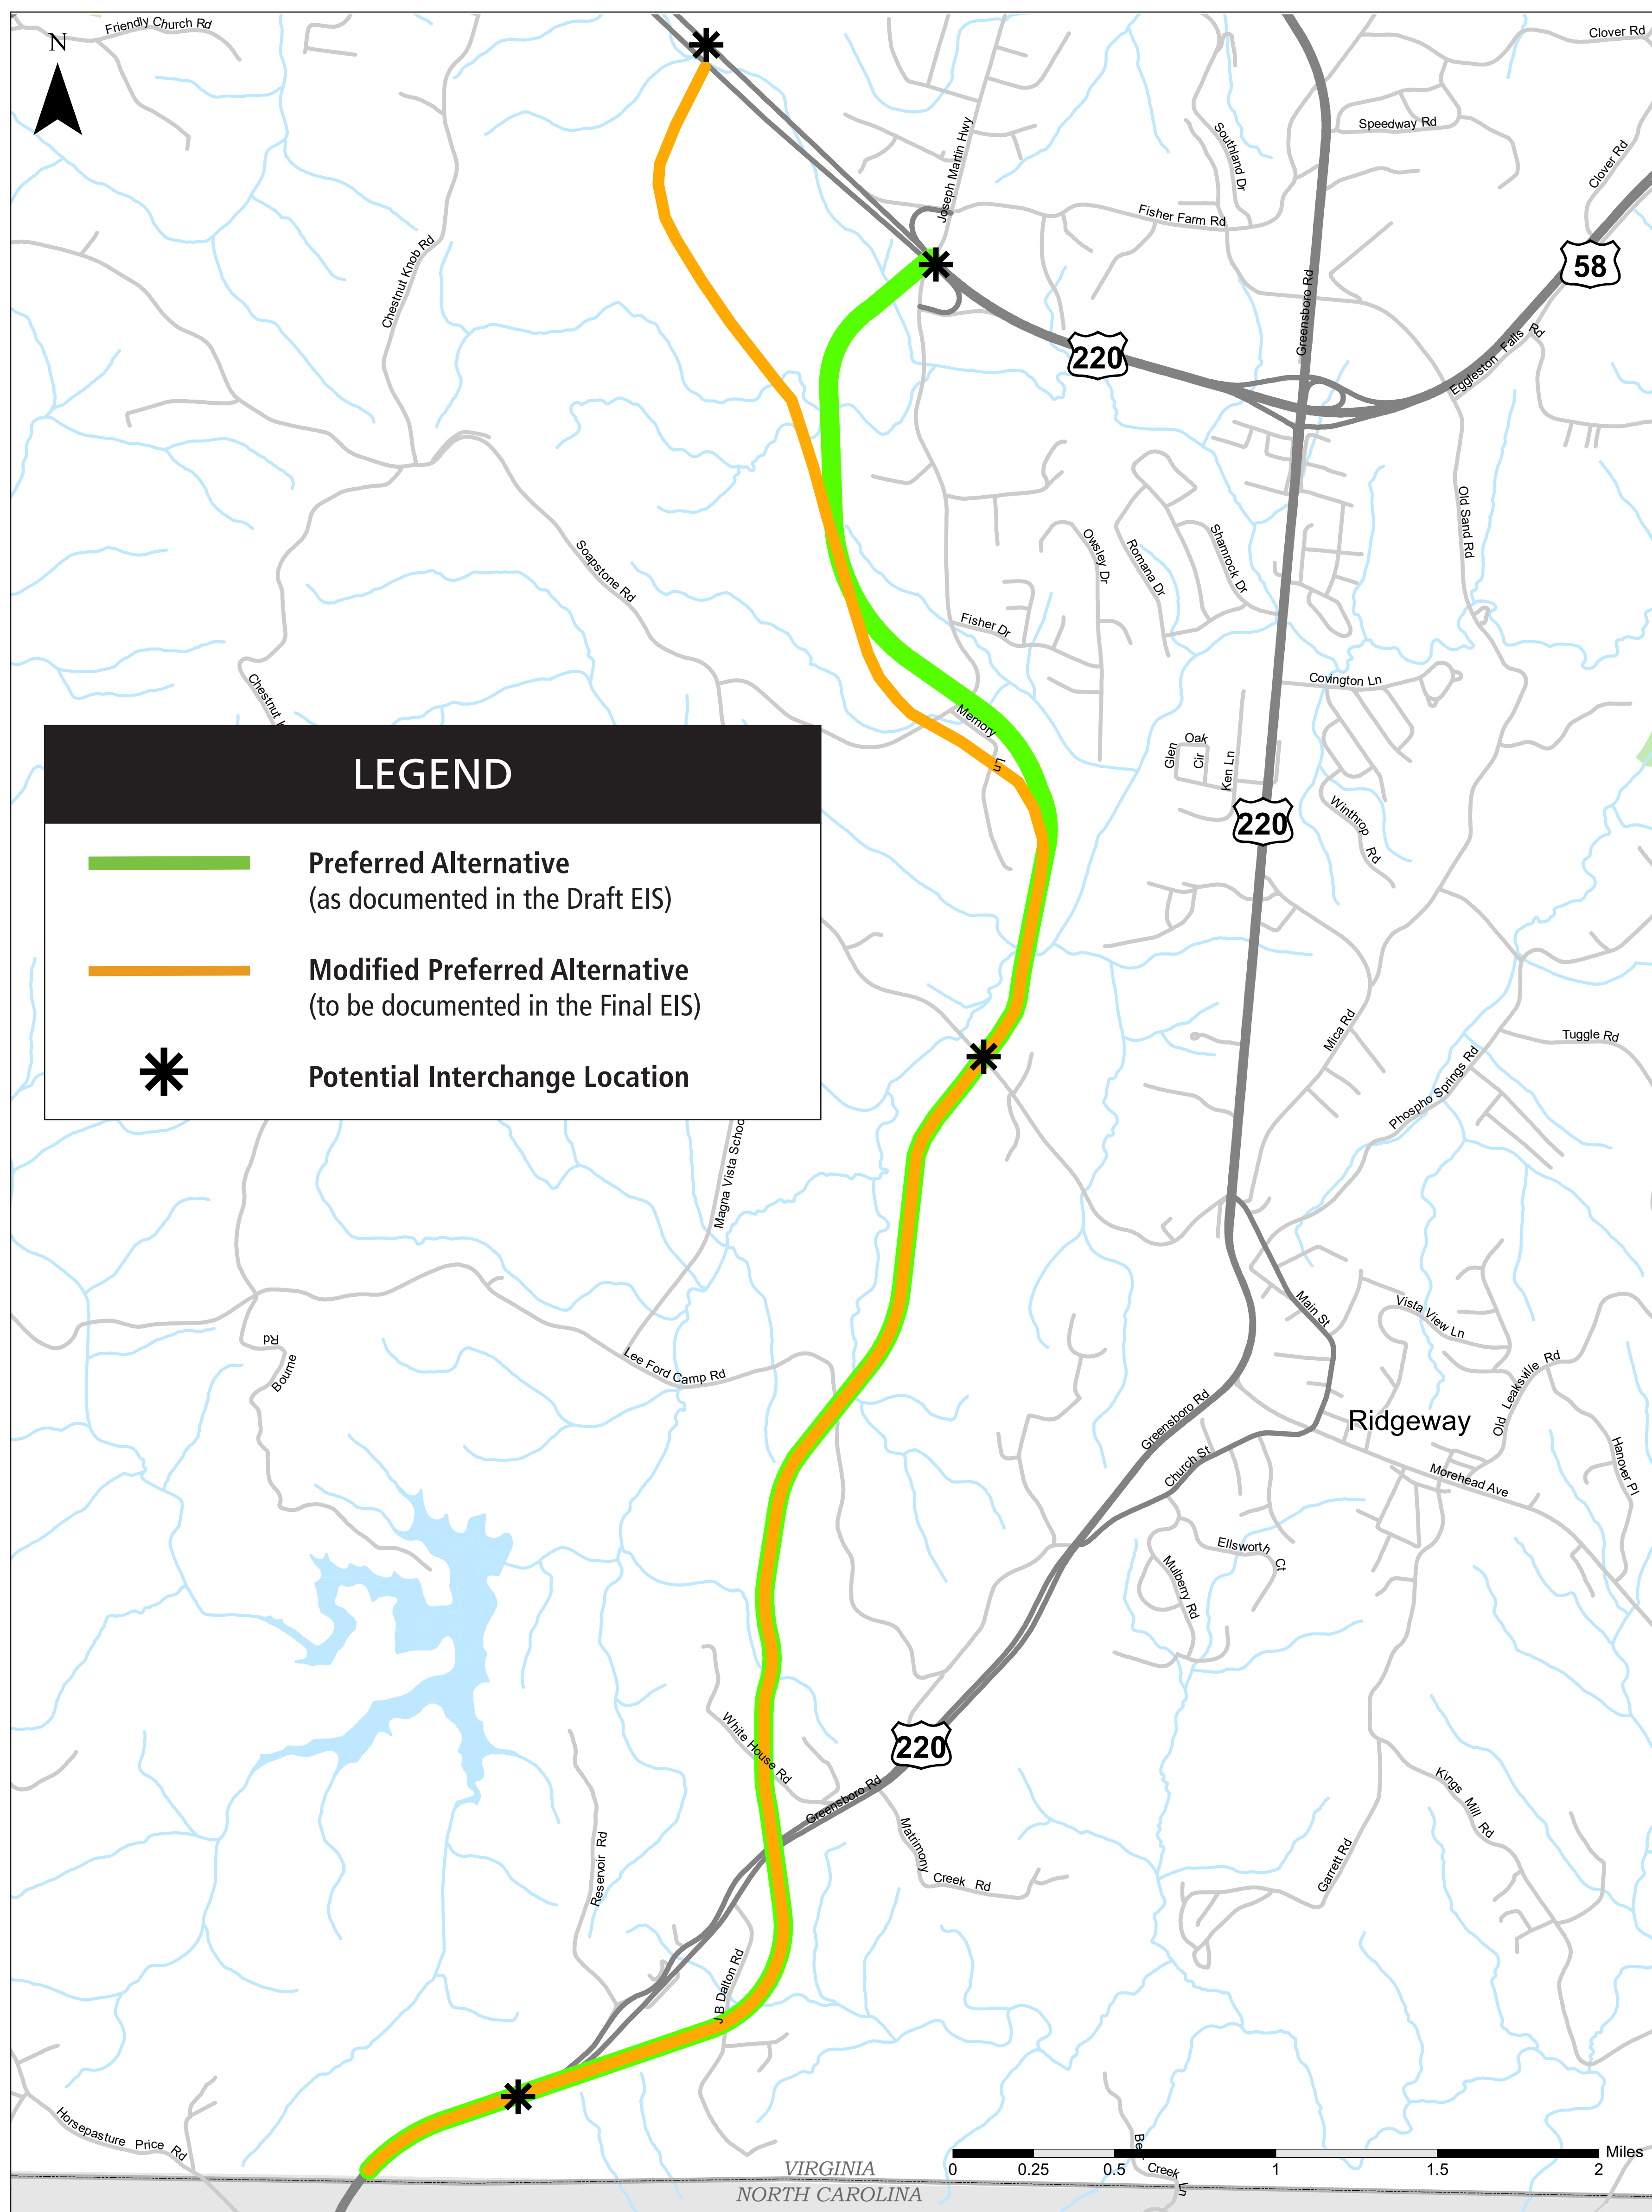 Friendly Church Rd
Clover Rd
N
Speedway Rd
Southland Dr
Joseph Martin Hwy
Clover Rd
Fisher Farm Rd
Chestnut Knob Rd
58
Greensboro Rd
220
Eggleston Falls Rd
Old Sand Rd
Soapstone Rd
Owsley Dr
Romana Dr
Shamrock Dr
Fisher Dr
Covington Ln
Chestnut
Memory Ln
Glen Oak Cir
Ken Ln
220
Winthrop Rd
LEGEND
Preferred Alternative
(as documented in the Draft EIS)
Modified Preferred Alternative
(to be documented in the Final EIS)
Potential Interchange Location
Mica Rd
Tuggle Rd
Phospho Springs Rd
Magna Vista School
Main St
Vista View Ln
Bourne Rd
Lee Ford Camp Rd
Old Leaksville Rd
Greensboro Rd
Ridgeway
Church St
Morehead Ave
Hanover Pl
Ellsworth Ct
Mulberry Rd
White House Rd
220
Greensboro Rd
Kings Mill Rd
Matrimony Creek Rd
Reservoir Rd
Garrett Rd
J B Dalton Rd
Horsepasture Price Rd
Creek Ln
Miles
0 0.25 0.5 1 1.5 2
VIRGINIA
NORTH CAROLINA